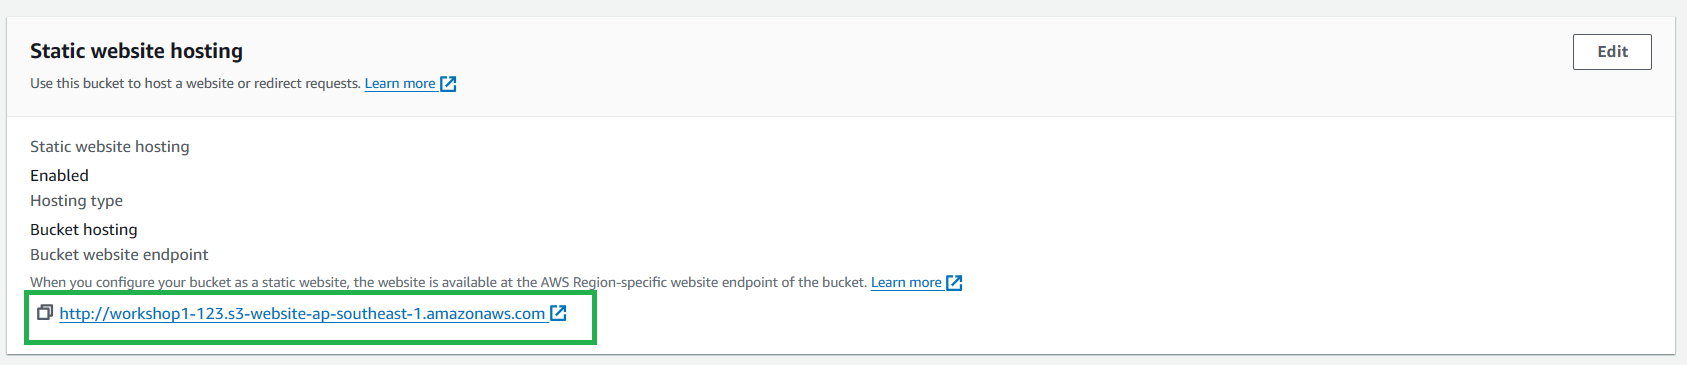 Static website hosting
Edit
Use this bucket to host a website or redirect requests. Learn more
Static website hosting
Enabled
Hosting type
Bucket hosting
Bucket website endpoint
When you configure your bucket as a static website, the website is available at the AWS Region-specific website endpoint of the bucket. Learn more
http://workshop1-123.s3-website-ap-southeast-1.amazonaws.com